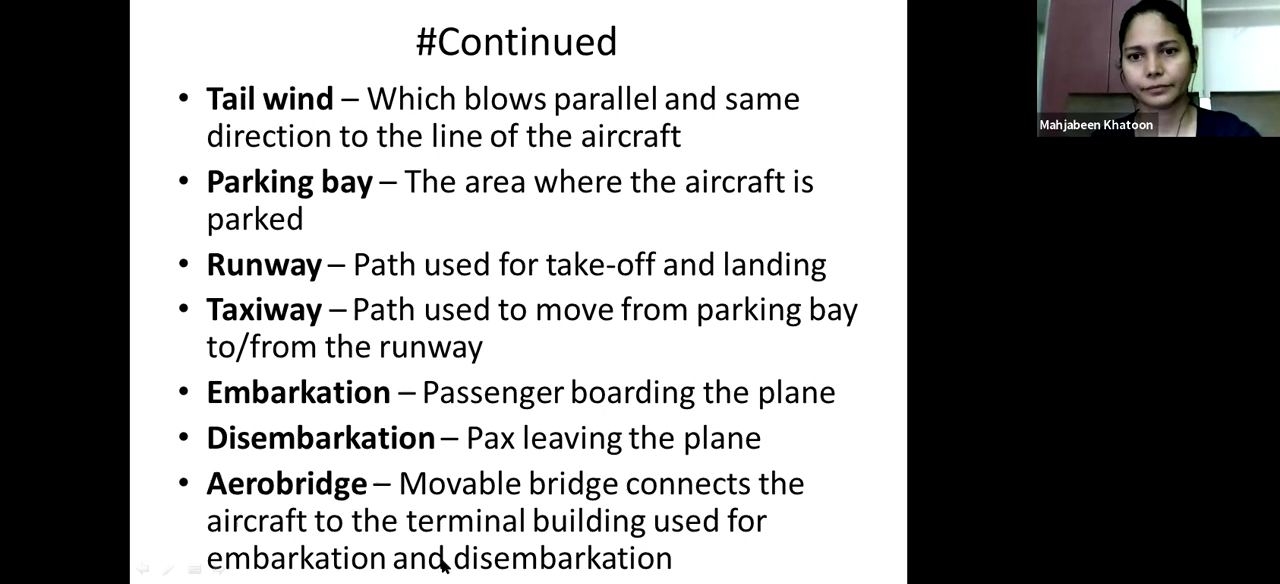 #Continued
• Tail wind – Which blows parallel and same
direction to the line of the aircraft
• Parking bay – The area where the aircraft is
parked
• Runway – Path used for take-off and landing
• Taxiway – Path used to move from parking bay
to/from the runway
• Embarkation – Passenger boarding the plane
• Disembarkation – Pax leaving the plane
• Aerobridge – Movable bridge connects the
aircraft to the terminal building used for
embarkation and disembarkation
Mahjabeen Khatoon